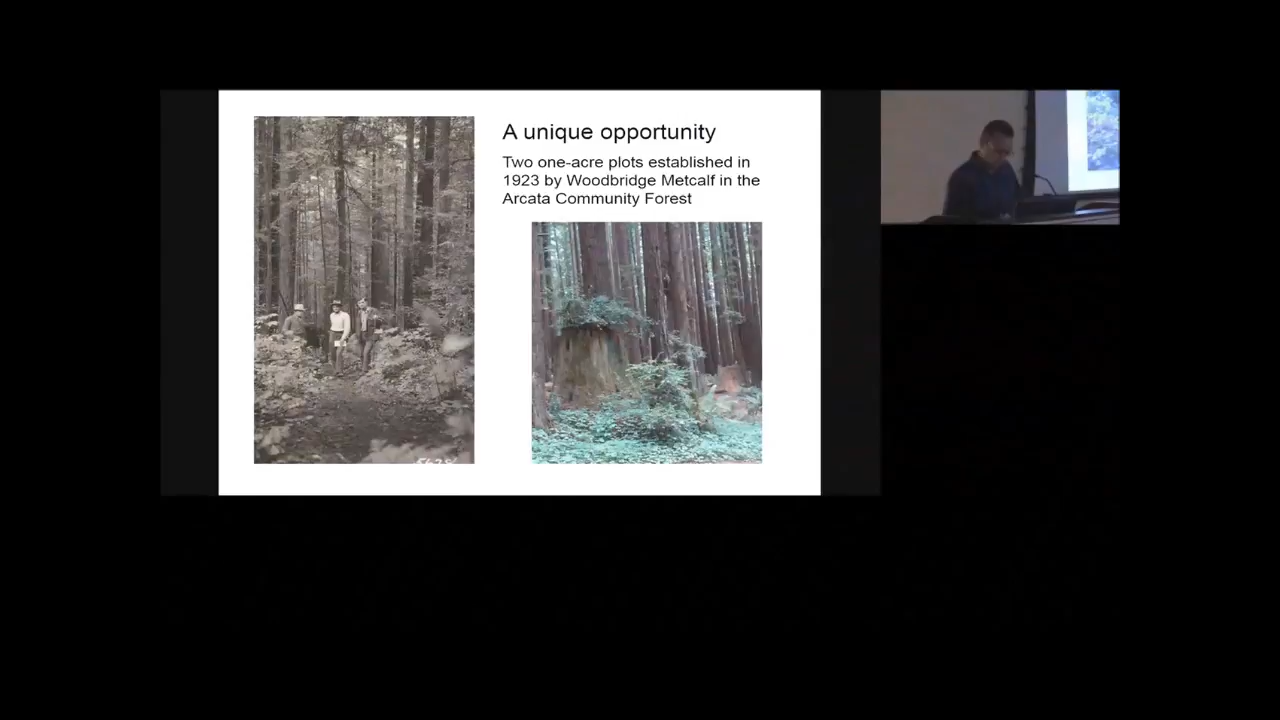 A unique opportunity
Two one-acre plots established in
1923 by Woodbridge Metcalf in the
Arcata Community Forest